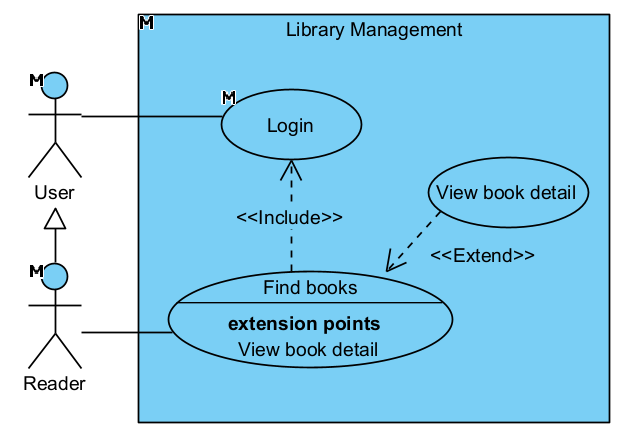 M
Library Management
M
M
Login
User
View book detail
<<Include>>
<<Extend>>
M
Find books
extension points
View book detail
Reader